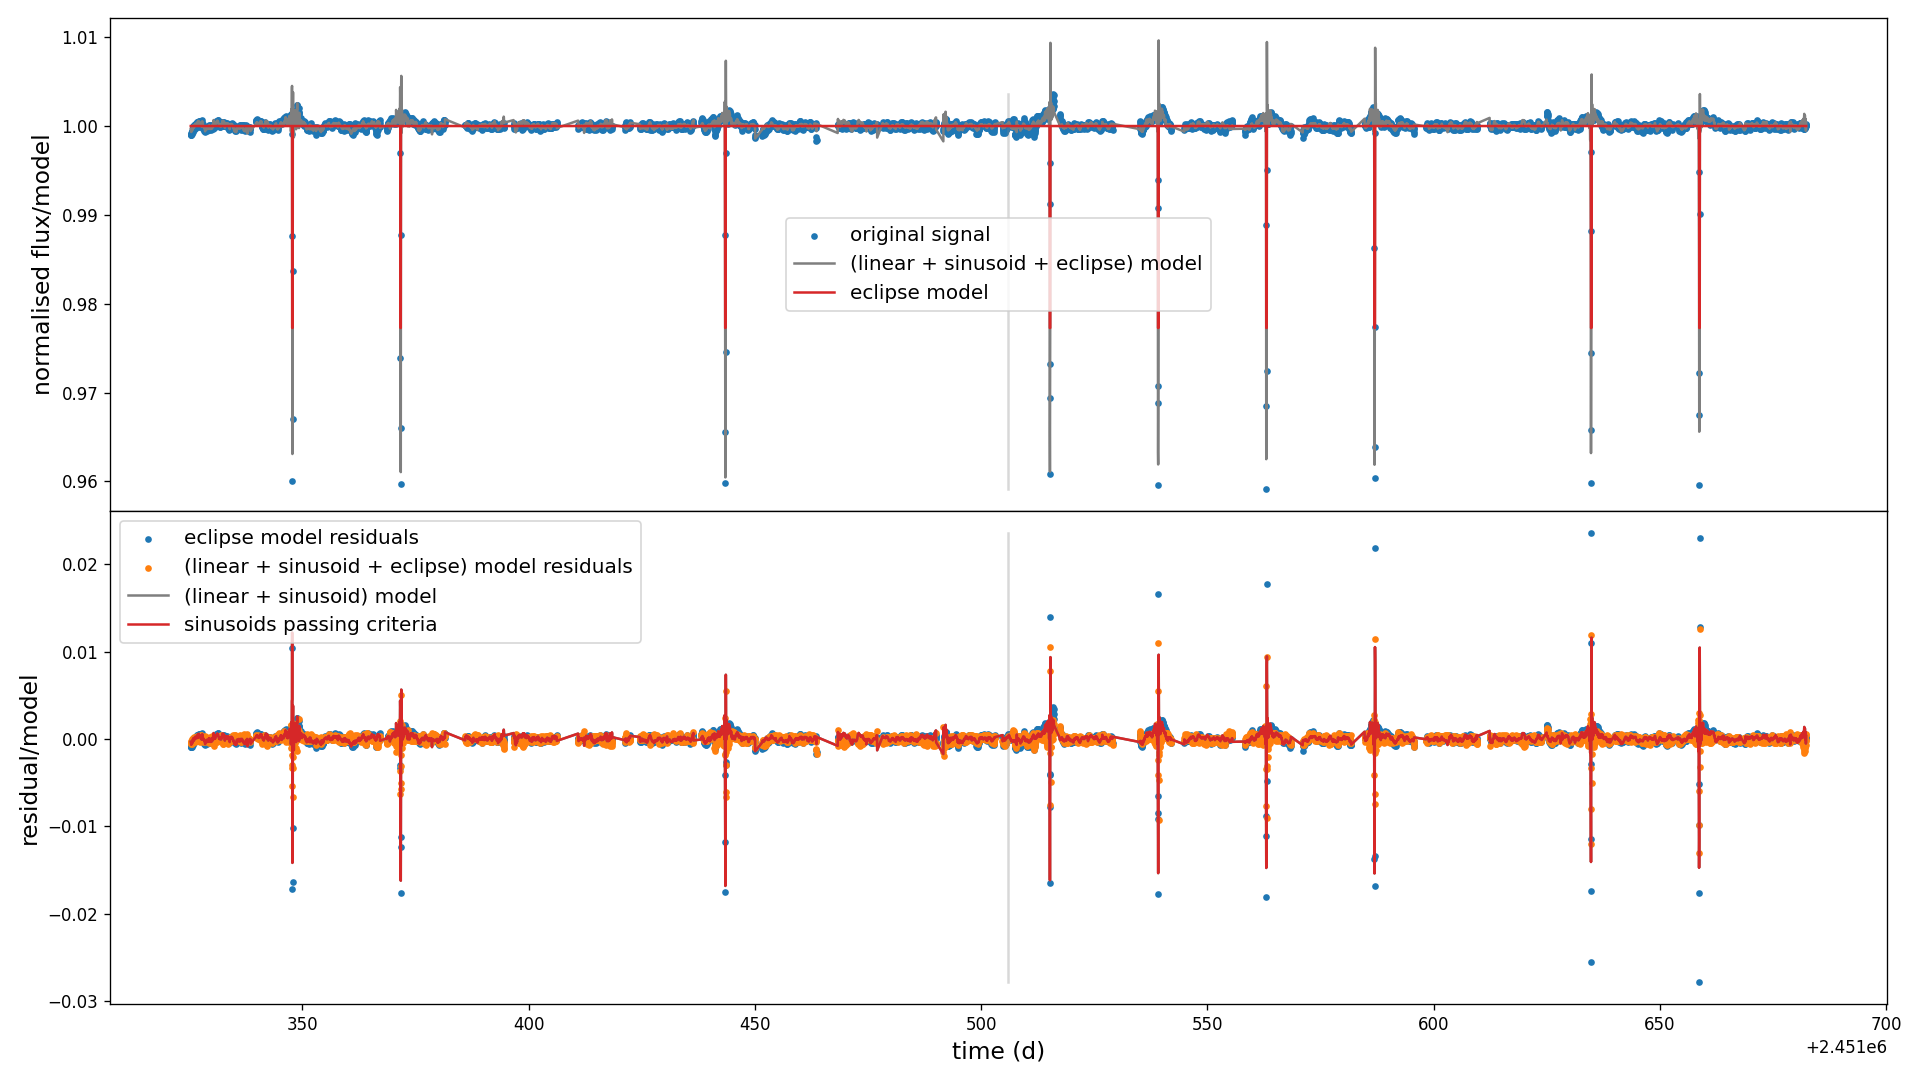 1.01
1.00
0.99
0.98
0.97
0.96
normalised flux/model
original signal
(linear + sinusoid + eclipse) model
eclipse model
0.02
0.01
0.00
−0.01
−0.02
−0.03
residual/model
eclipse model residuals
(linear + sinusoid + eclipse) model residuals
(linear + sinusoid) model
sinusoids passing criteria
350
400
450
500
550
600
650
700
time (d)
+2.451e6